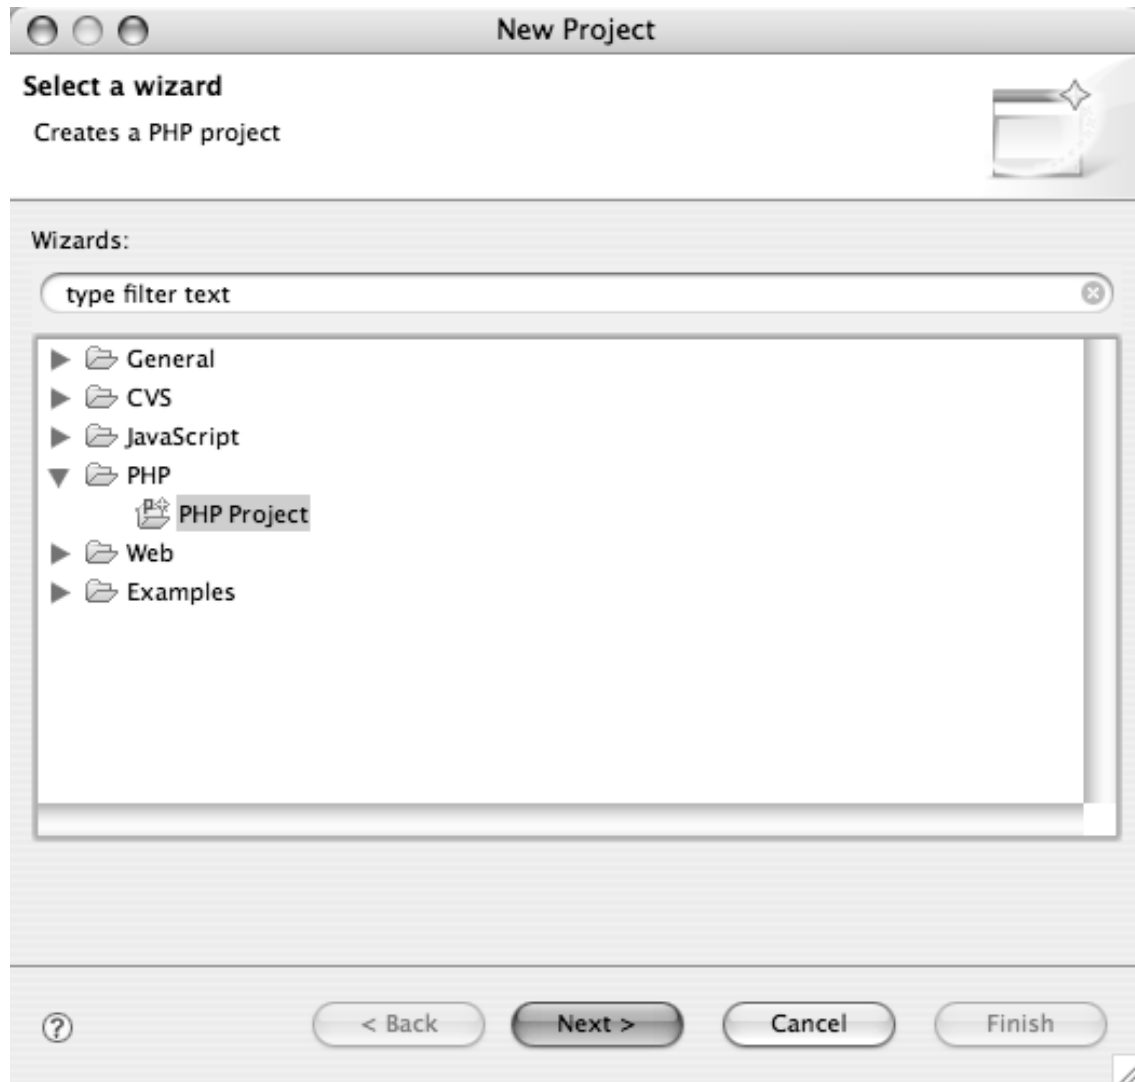 New Project
Select a wizard
Creates a PHP project
Wizards:
type filter text
General
CVS
JavaScript
PHP
PHP Project
Web
Examples
? < Back Next > Cancel Finish